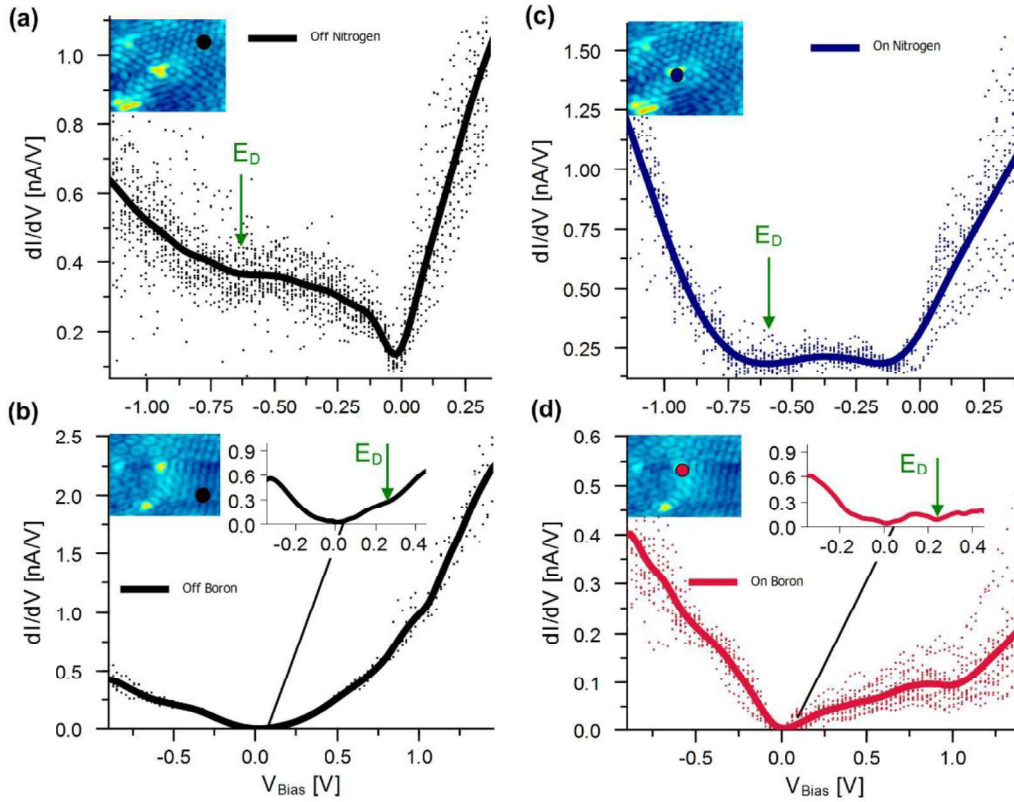 (a)
Off Nitrogen
E_D
dI/dV [nA/V]
1.0
0.8
0.6
0.4
0.2
-1.00 -0.75 -0.50 -0.25 0.00 0.25
(c)
On Nitrogen
E_D
dI/dV [nA/V]
1.50
1.25
1.00
0.75
0.50
0.25
-1.00 -0.75 -0.50 -0.25 0.00 0.25
(b)
Off Boron
E_D
dI/dV [nA/V]
2.5
2.0
1.5
1.0
0.5
0.0
0.9
0.6
0.3
0.0
-0.2 0.0 0.2 0.4
-0.5 0.0 0.5 1.0
V_Bias [V]
(d)
On Boron
E_D
dI/dV [nA/V]
0.6
0.5
0.4
0.3
0.2
0.1
0.0
0.9
0.6
0.3
0.0
-0.2 0.0 0.2 0.4
-0.5 0.0 0.5 1.0
V_Bias [V]